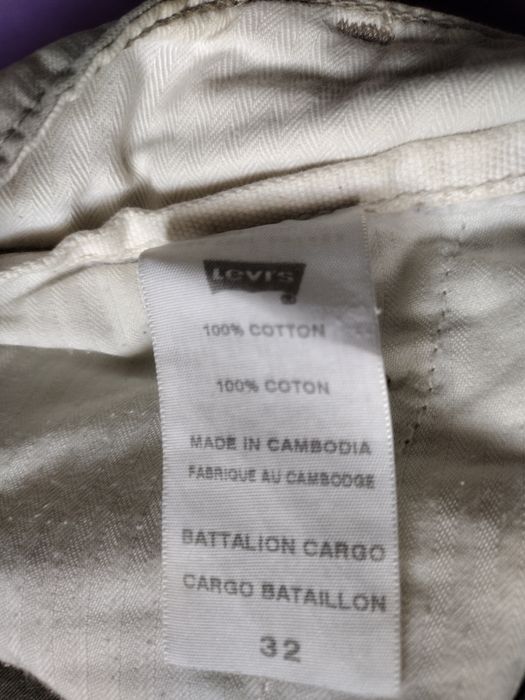 Levi's
®
100% COTTON
100% COTON
MADE IN CAMBODIA
FABRIQUE AU CAMBODGE
BATTALION CARGO
CARGO BATAILLON
32